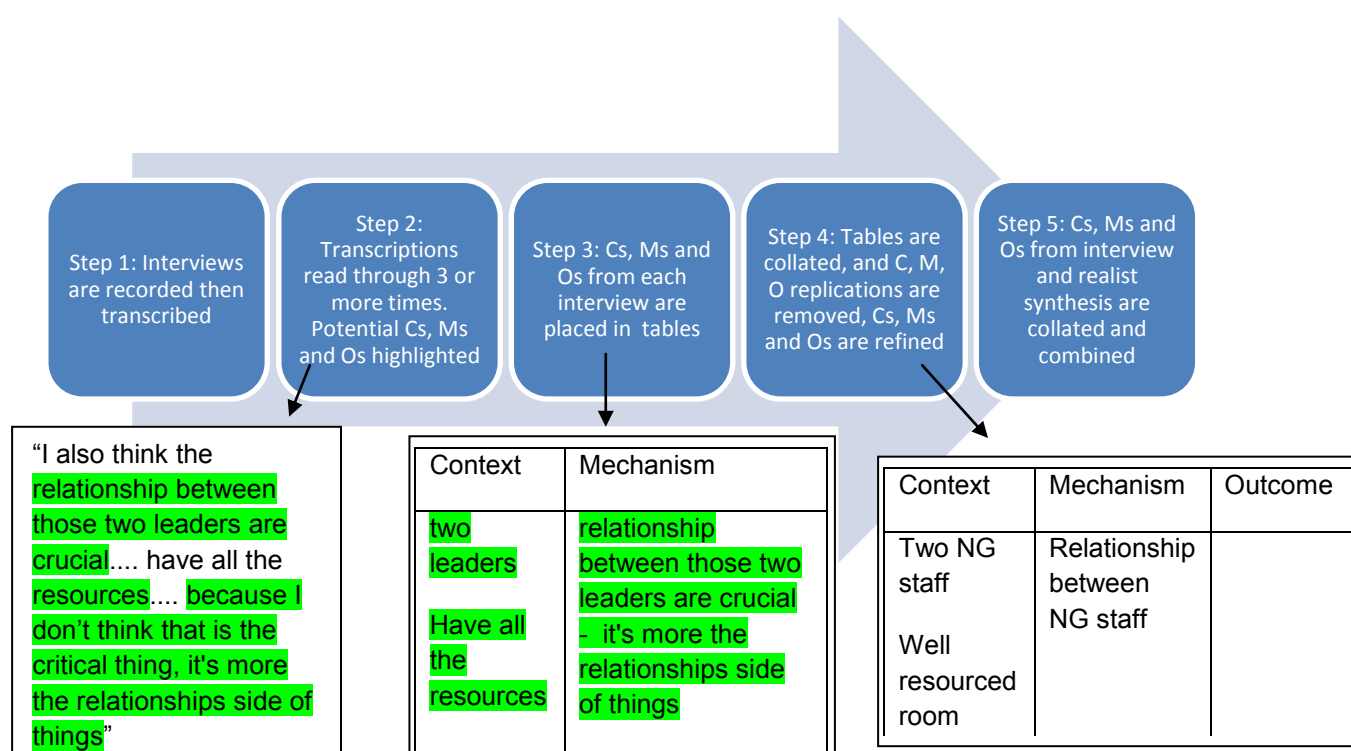 Step 1: Interviews
are recorded then
transcribed
Step 2:
Transcriptions
read through 3 or
more times.
Potential Cs, Ms
and Os highlighted
Step 3: Cs, Ms and
Os from each
interview are
placed in tables
Step 4: Tables are
collated, and C, M,
O replications are
removed, Cs, Ms
and Os are refined
Step 5: Cs, Ms and
Os from interview
and realist
synthesis are
collated and
combined
“I also think the
relationship between
those two leaders are
crucial.... have all the
resources.... because I
don’t think that is the
critical thing, it's more
the relationships side of
things”
Context
Mechanism
two
leaders
Have all
the
resources
relationship
between those two
leaders are crucial
- it's more the
relationships side
of things
Context
Mechanism
Outcome
Two NG
staff
Well
resourced
room
Relationship
between
NG staff